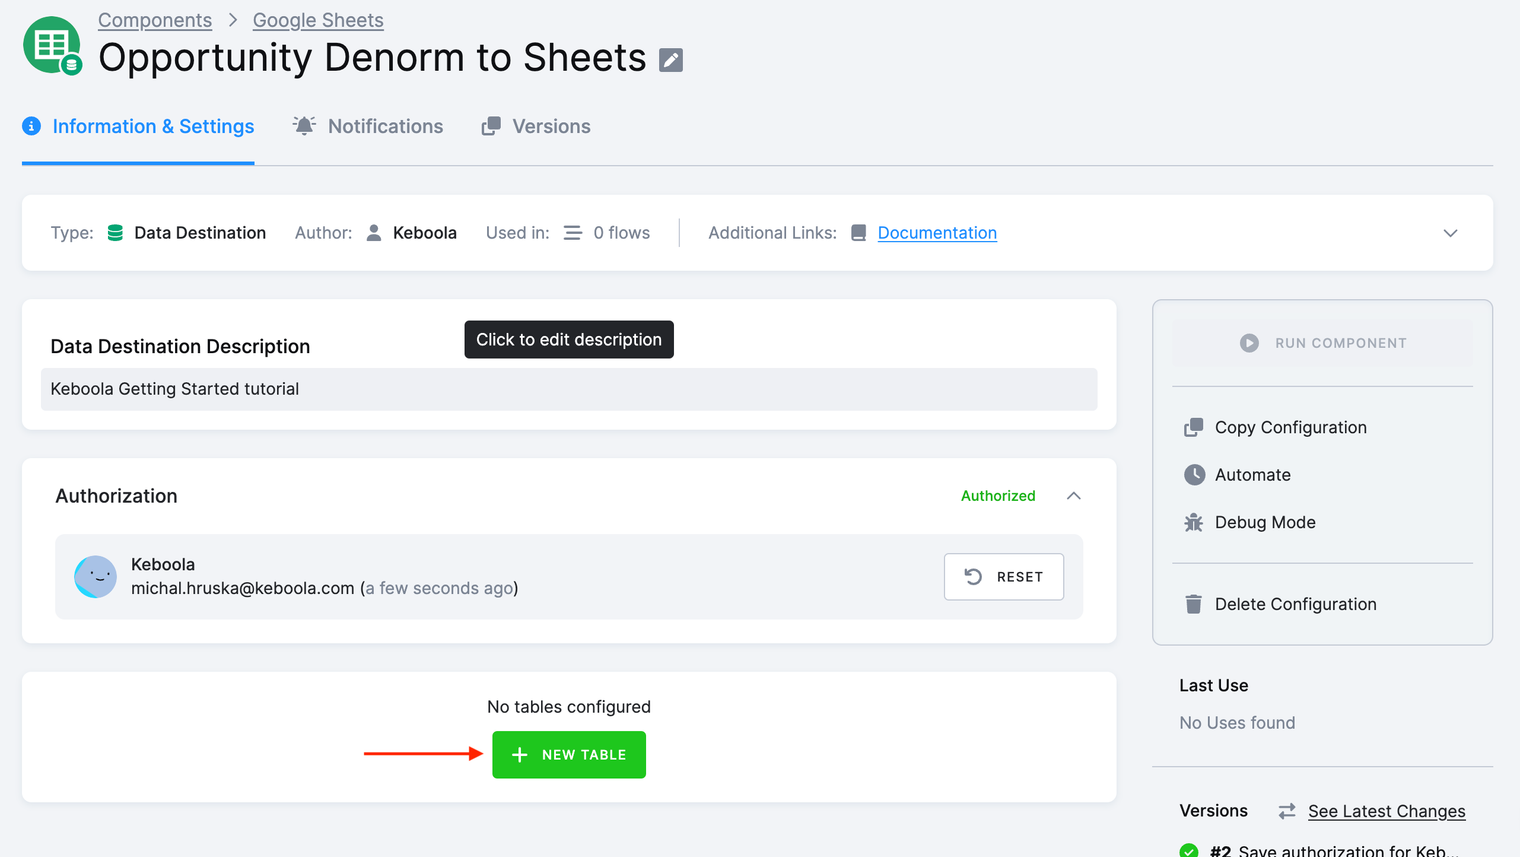 Components > Google Sheets
Opportunity Denorm to Sheets
Information & Settings Notifications Versions
Type: Data Destination Author: Keboola Used in: 0 flows Additional Links: Documentation
Click to edit description
Data Destination Description
Keboola Getting Started tutorial
RUN COMPONENT
Copy Configuration
Automate
Debug Mode
Delete Configuration
Authorization Authorized
Keboola
michal.hruska@keboola.com (a few seconds ago)
RESET
No tables configured
+ NEW TABLE
Last Use
No Uses found
Versions See Latest Changes
#2 Save authorization for Keb...